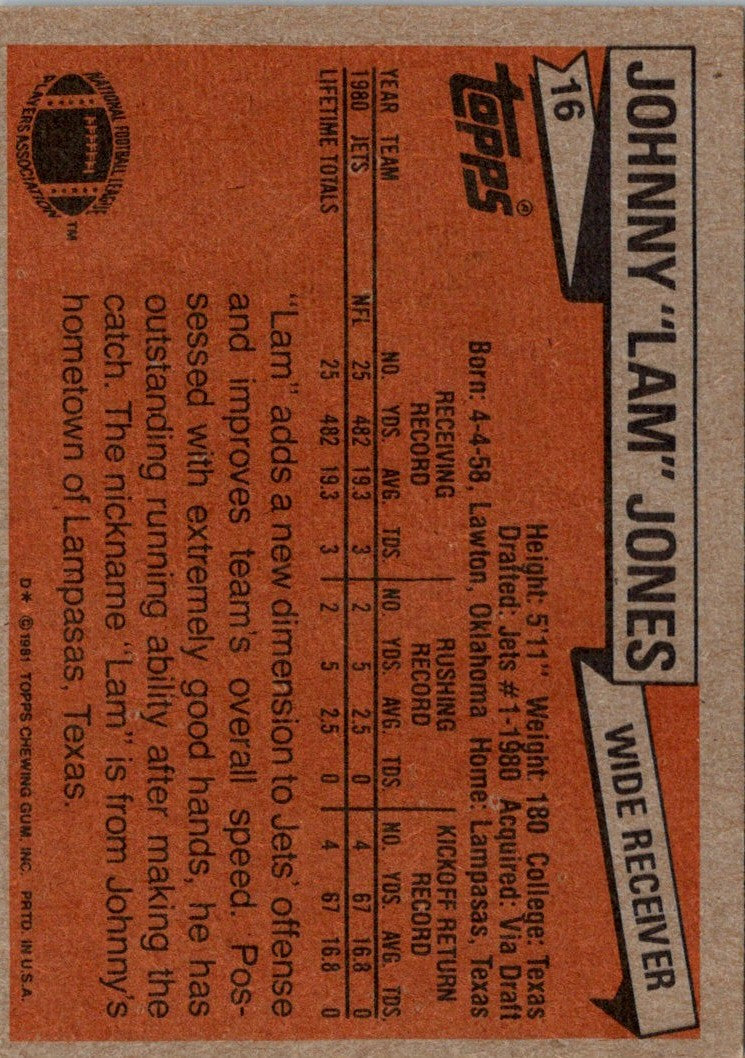 JOHNNY "LAM" JONES
WIDE RECEIVER
16
topps®
Height: 5'11" Weight: 180 College: Texas
Drafted: Jets #1-1980 Acquired: Via Draft
Born: 4-4-58, Lawton, Oklahoma Home: Lampasas, Texas
RECEIVING RECORD RUSHING RECORD KICKOFF RETURN RECORD
YEAR TEAM NO. YDS. AVG. TDS. NO. YDS. AVG. TDS NO. YDS. AVG. TDS.
1980 JETS NFL 25 482 19.3 3 2 5 2.5 0 4 67 16.8 0
LIFETIME TOTALS 25 482 19.3 3 2 5 2.5 0 4 67 16.8 0
"Lam" adds a new dimension to Jets' offense
and improves team's overall speed. Pos-
sessed with extremely good hands, he has
outstanding running ability after making the
catch. The nickname "Lam" is from Johnny's
hometown of Lampasas, Texas.
NATIONAL FOOTBALL LEAGUE
PLAYERS ASSOCIATION
TM
D* ©1981 TOPPS CHEWING GUM, INC. PRTD. IN U.S.A.